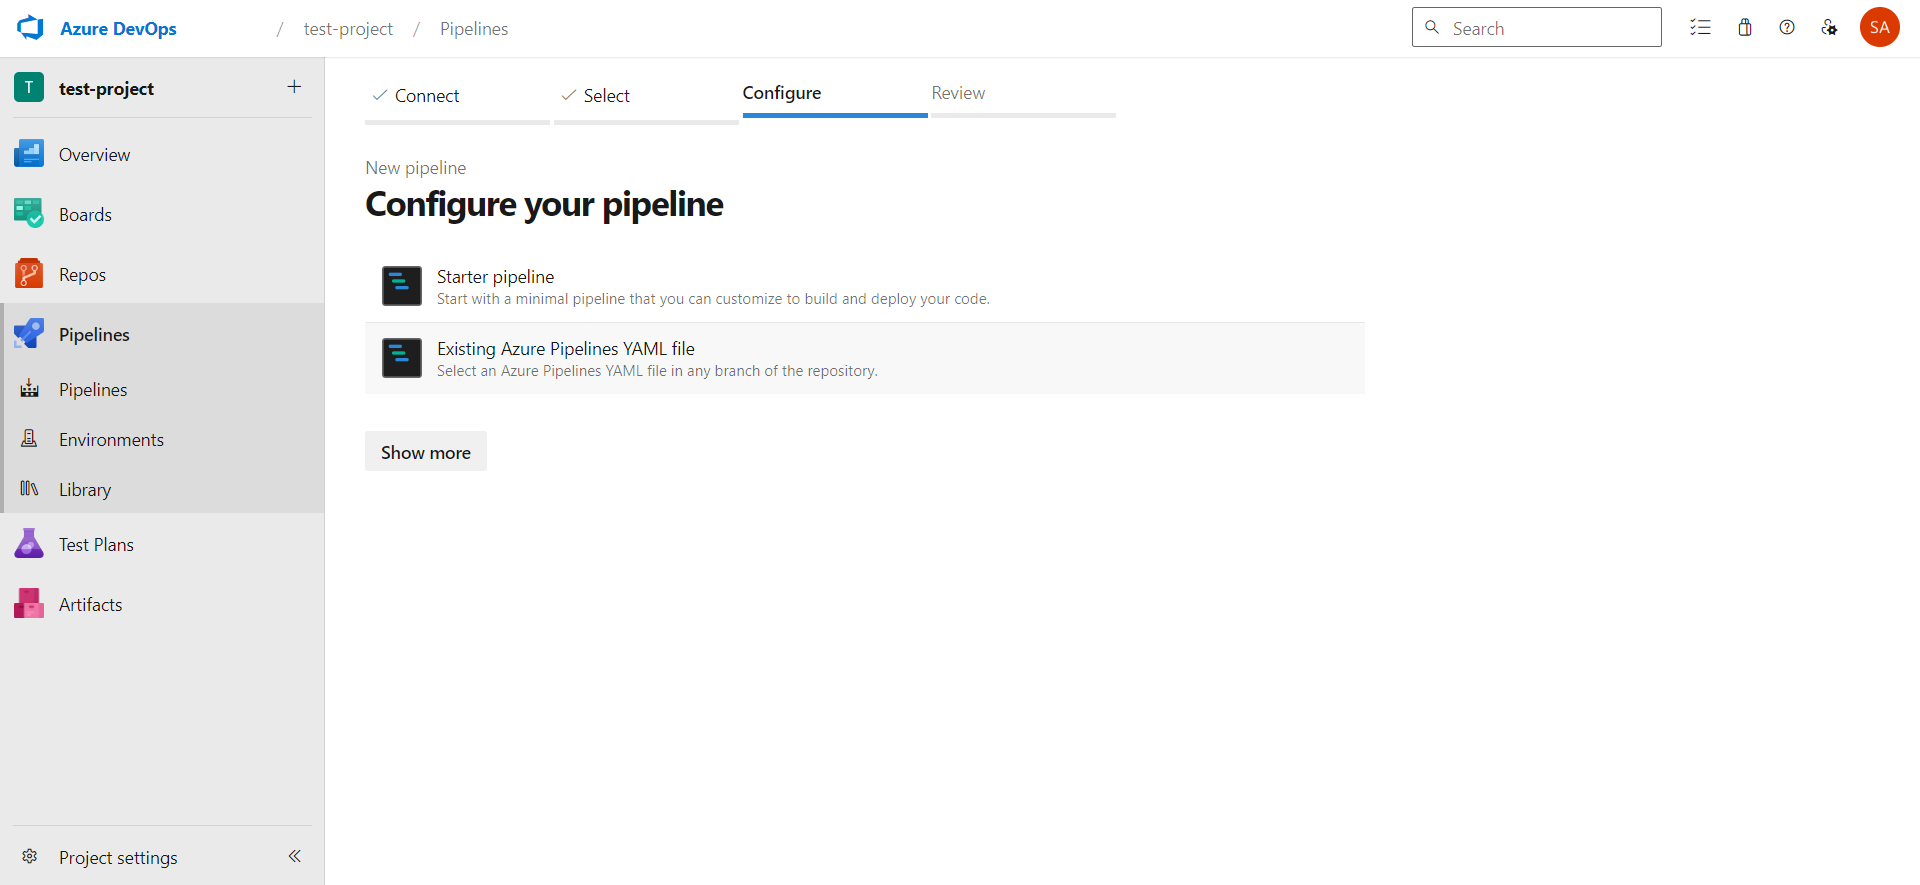 Azure DevOps / test-project / Pipelines
Search
SA
T test-project
Overview
Boards
Repos
Pipelines
Pipelines
Environments
Library
Test Plans
Artifacts
Project settings
Connect Select Configure Review
New pipeline
Configure your pipeline
Starter pipeline
Start with a minimal pipeline that you can customize to build and deploy your code.
Existing Azure Pipelines YAML file
Select an Azure Pipelines YAML file in any branch of the repository.
Show more